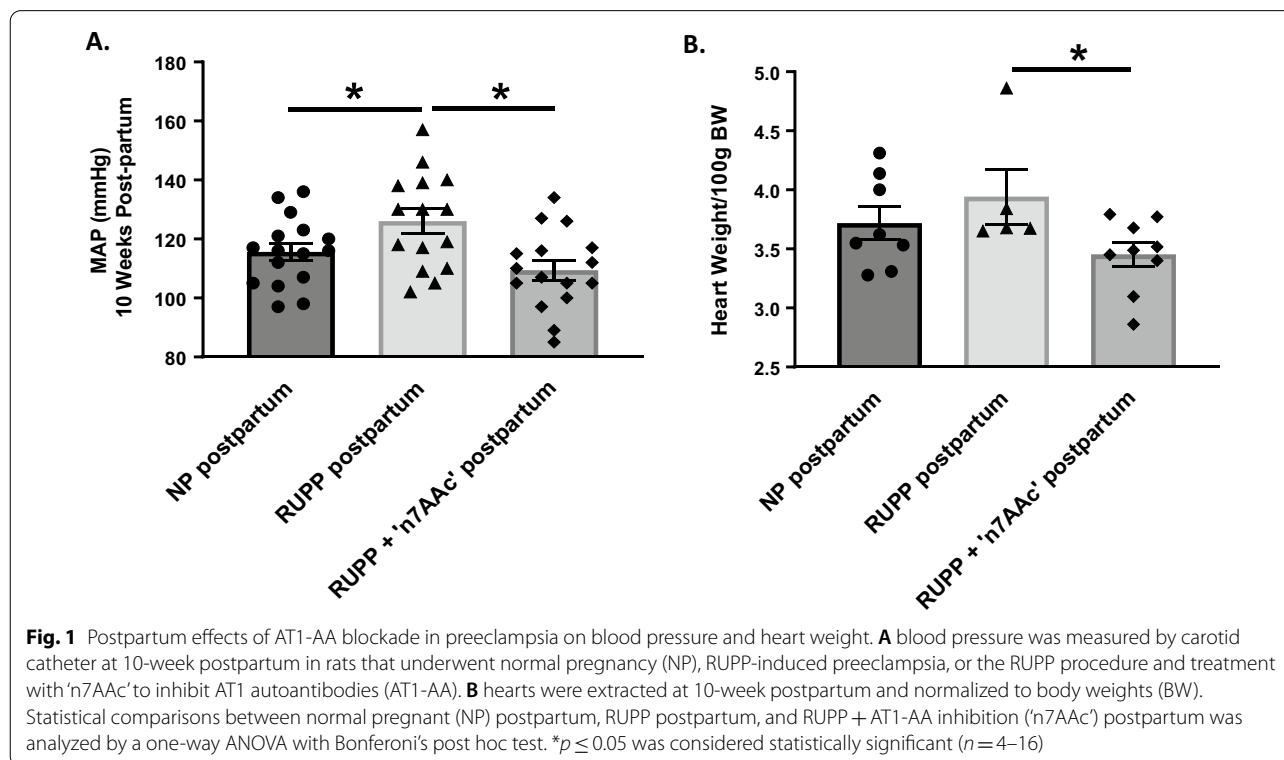 A.
180
160
140
120
100
80
MAP (mmHg)
10 Weeks Post-partum
*
*
NP postpartum
RUPP postpartum
RUPP + 'n7AAc' postpartum
B.
5.0
4.5
4.0
3.5
3.0
2.5
Heart Weight/100g BW
*
NP postpartum
RUPP postpartum
RUPP + 'n7AAc' postpartum
Fig. 1 Postpartum effects of AT1-AA blockade in preeclampsia on blood pressure and heart weight. A blood pressure was measured by carotid
catheter at 10-week postpartum in rats that underwent normal pregnancy (NP), RUPP-induced preeclampsia, or the RUPP procedure and treatment
with 'n7AAc' to inhibit AT1 autoantibodies (AT1-AA). B hearts were extracted at 10-week postpartum and normalized to body weights (BW).
Statistical comparisons between normal pregnant (NP) postpartum, RUPP postpartum, and RUPP + AT1-AA inhibition ('n7AAc') postpartum was
analyzed by a one-way ANOVA with Bonferoni's post hoc test. *p ≤ 0.05 was considered statistically significant (n = 4–16)